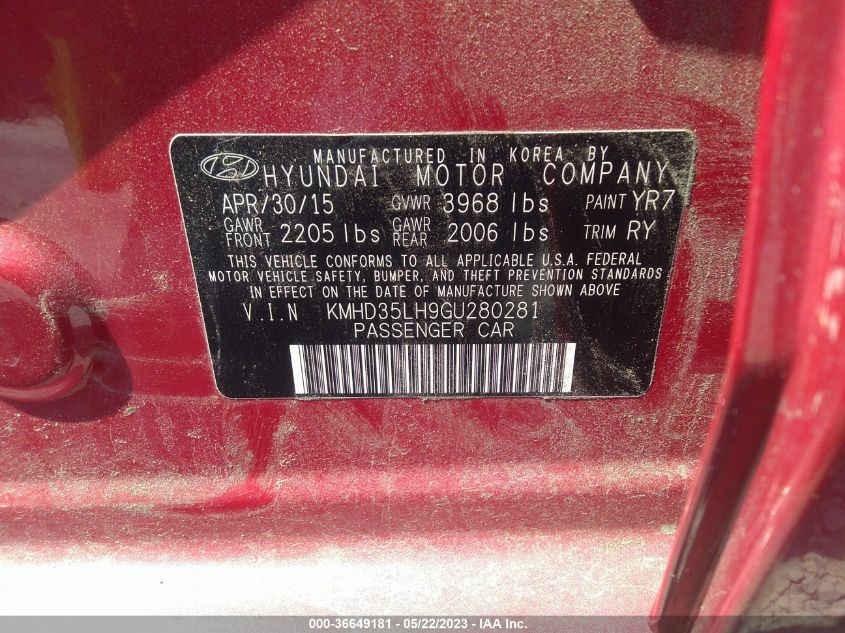 MANUFACTURED IN KOREA BY
HYUNDAI MOTOR COMPANY
APR/30/15 GVWR 3968 lbs PAINT YR7
GAWR FRONT 2205 lbs GAWR REAR 2006 lbs TRIM RY
THIS VEHICLE CONFORMS TO ALL APPLICABLE U.S.A. FEDERAL
MOTOR VEHICLE SAFETY, BUMPER, AND THEFT PREVENTION STANDARDS
IN EFFECT ON THE DATE OF MANUFACTURE SHOWN ABOVE
V.I.N KMHD35LH9GU280281
PASSENGER CAR
000-36649181 - 05/22/2023 - IAA Inc.